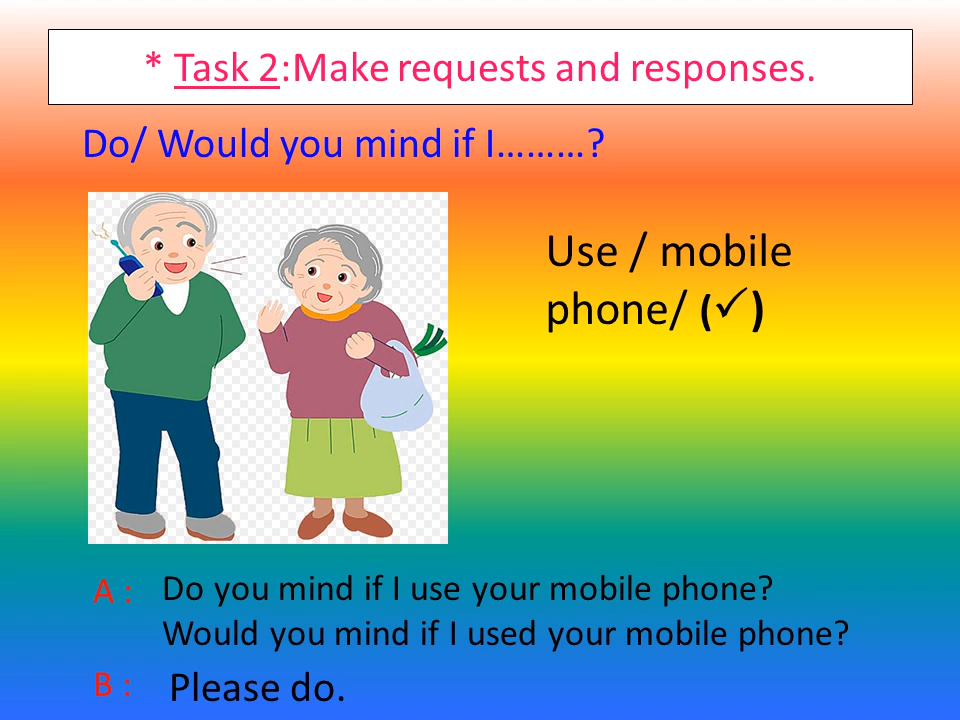 * Task 2:Make requests and responses.
Do/ Would you mind if I………?
Use / mobile
phone/ (✓)
A : Do you mind if I use your mobile phone?
Would you mind if I used your mobile phone?
B : Please do.